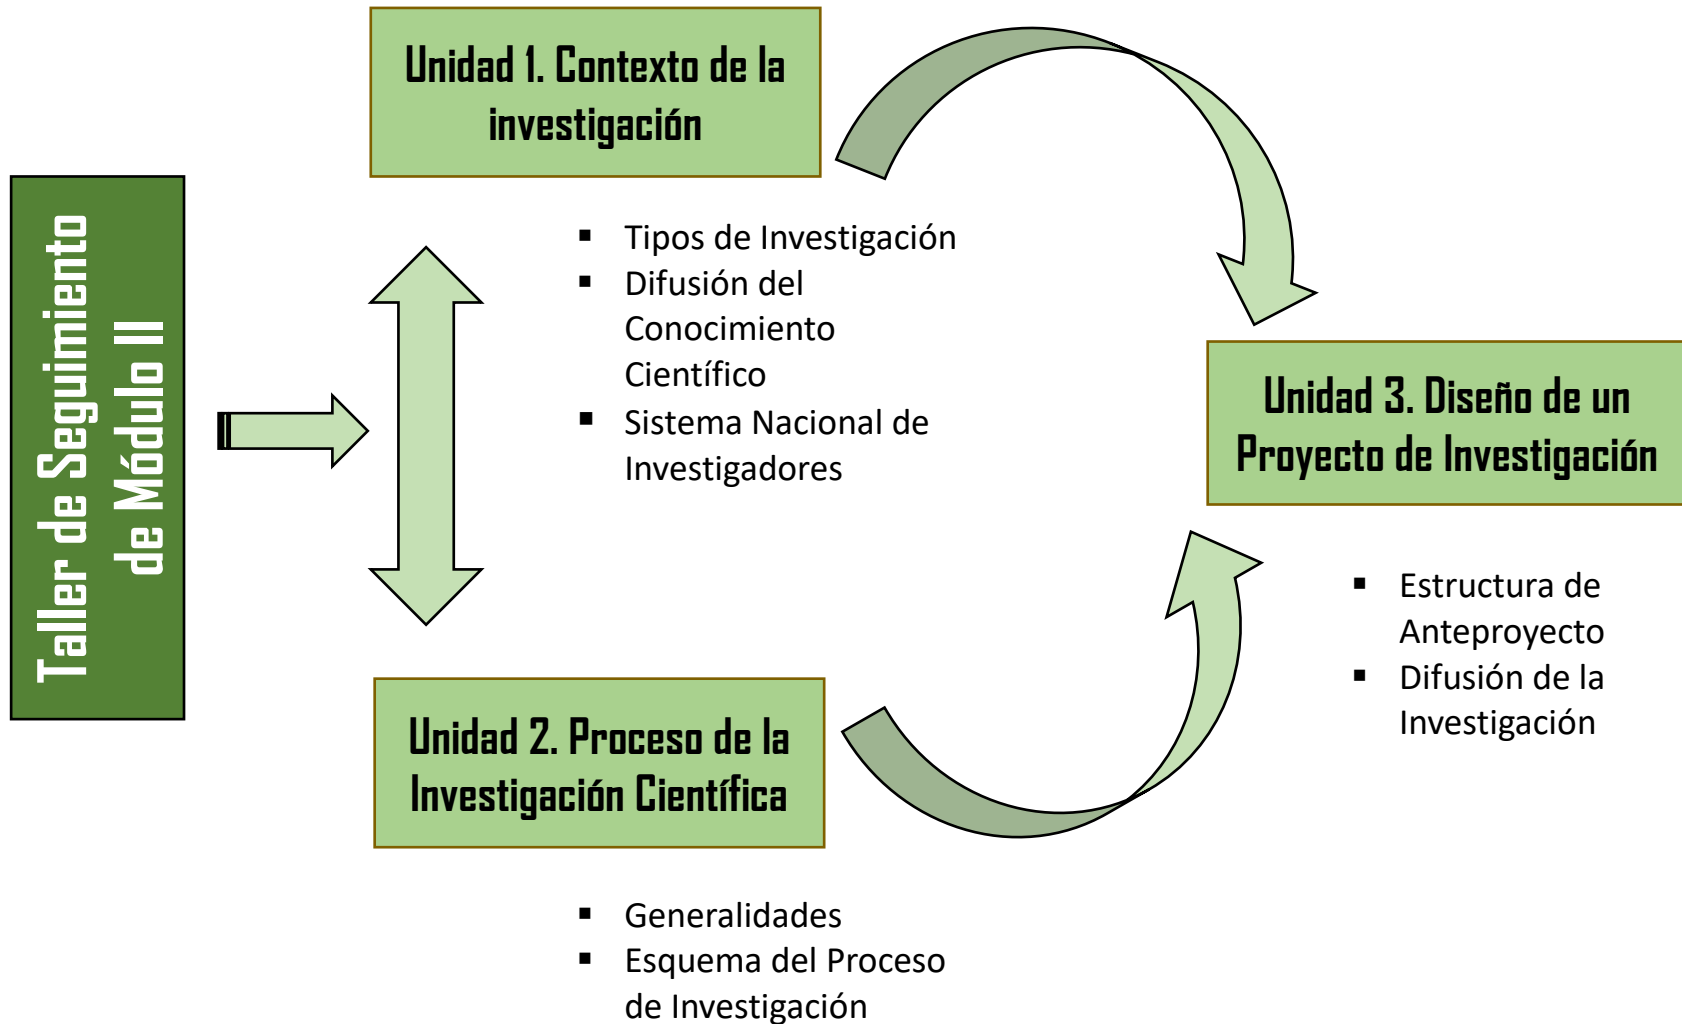 Taller de Seguimiento
de Módulo II
Unidad 1. Contexto de la
investigación
▪ Tipos de Investigación
▪ Difusión del
Conocimiento
Científico
▪ Sistema Nacional de
Investigadores
Unidad 2. Proceso de la
Investigación Científica
▪ Generalidades
▪ Esquema del Proceso
de Investigación
Unidad 3. Diseño de un
Proyecto de Investigación
▪ Estructura de
Anteproyecto
▪ Difusión de la
Investigación